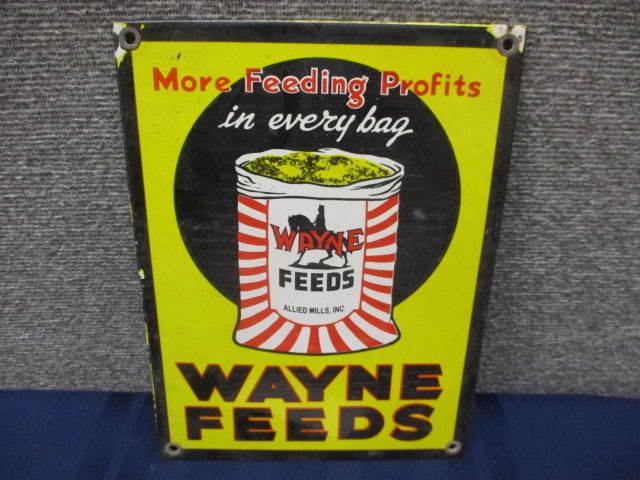 More Feeding Profits
in every bag
WAYNE
FEEDS
ALLIED MILLS, INC.
WAYNE
FEEDS